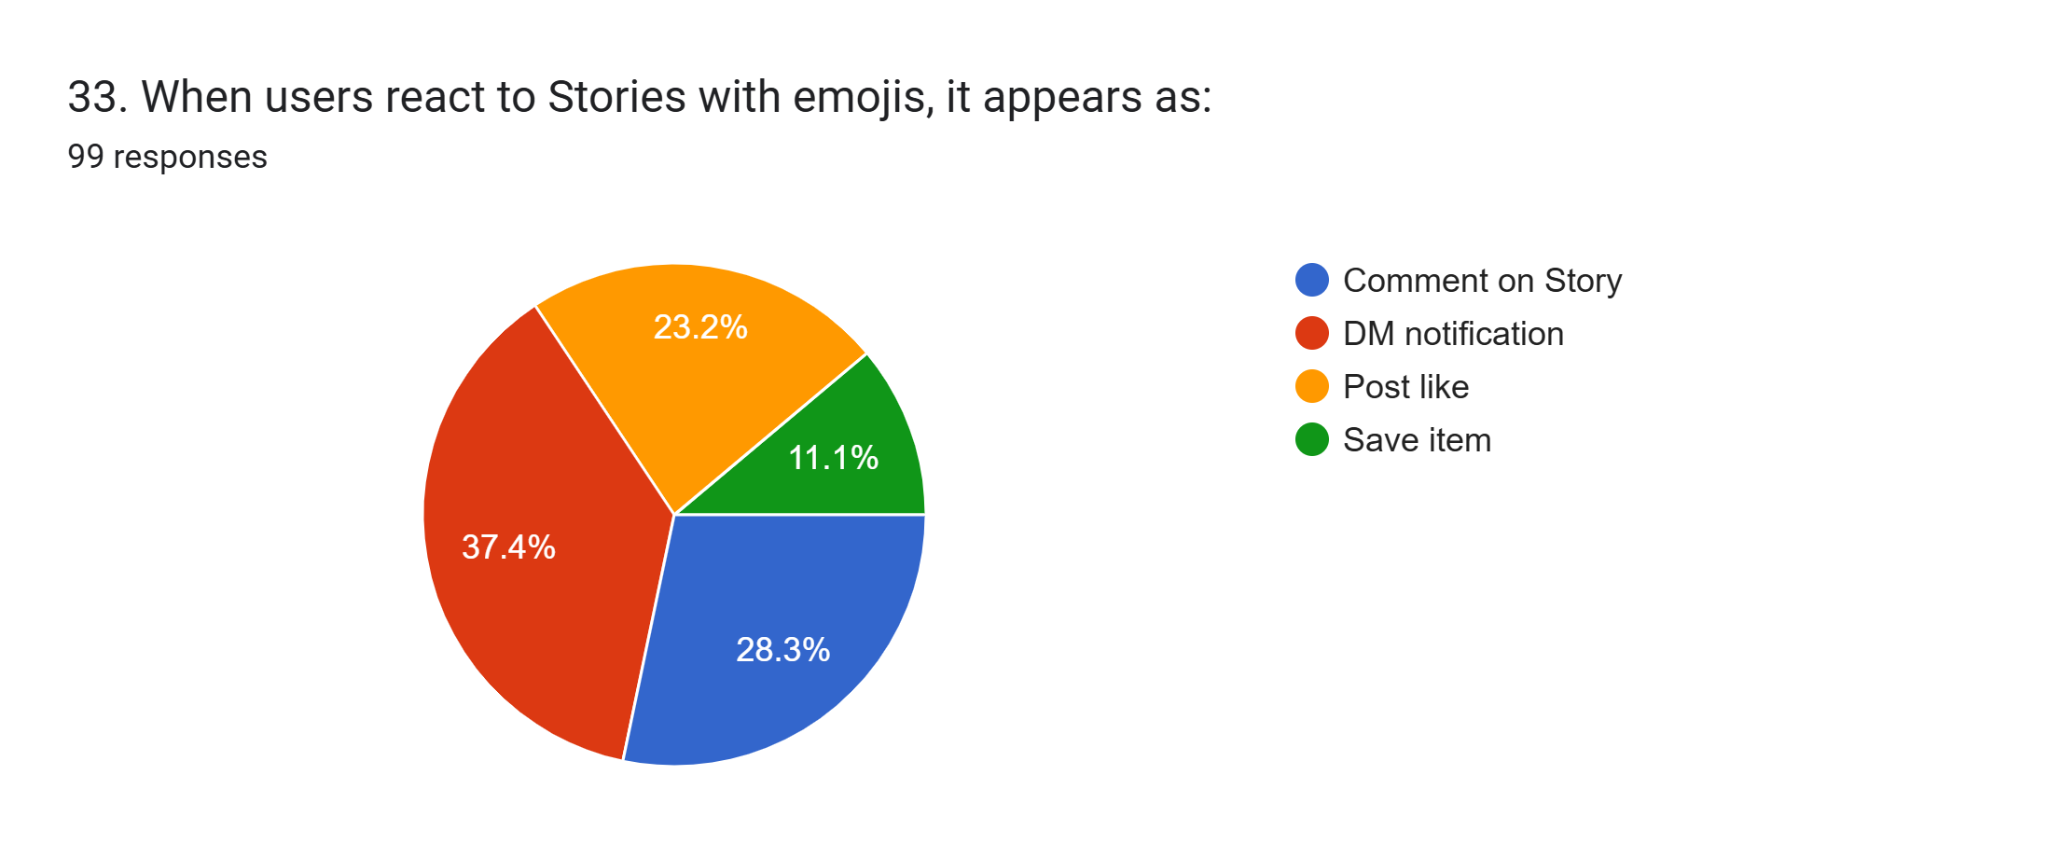 33. When users react to Stories with emojis, it appears as:
99 responses
23.2%
11.1%
37.4%
28.3%
Comment on Story
DM notification
Post like
Save item